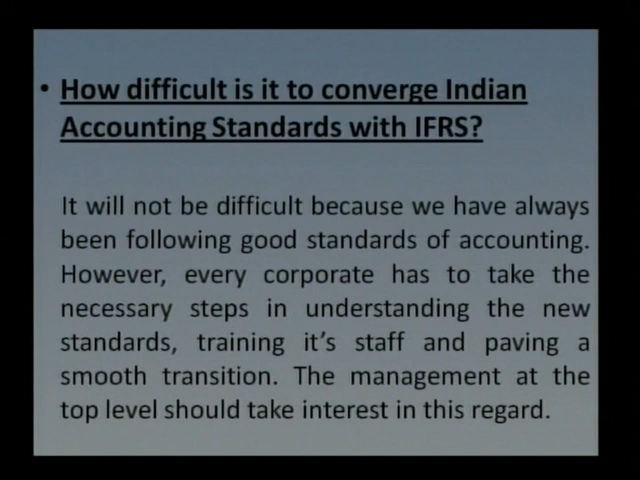 • How difficult is it to converge Indian
Accounting Standards with IFRS?
It will not be difficult because we have always
been following good standards of accounting.
However, every corporate has to take the
necessary steps in understanding the new
standards, training it's staff and paving a
smooth transition. The management at the
top level should take interest in this regard.